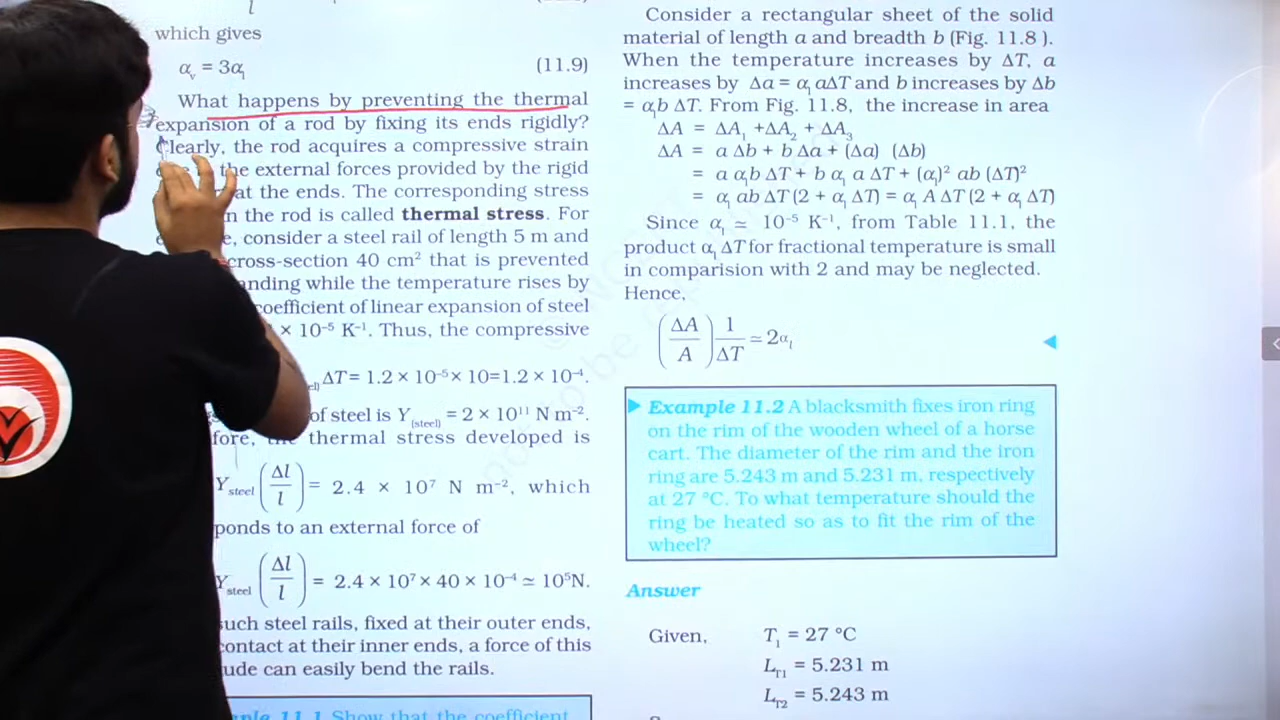 l
which gives
αᵥ = 3αₗ (11.9)
What happens by preventing the thermal
expansion of a rod by fixing its ends rigidly?
Clearly, the rod acquires a compressive strain
the external forces provided by the rigid
at the ends. The corresponding stress
n the rod is called thermal stress. For
e, consider a steel rail of length 5 m and
cross-section 40 cm² that is prevented
anding while the temperature rises by
coefficient of linear expansion of steel
× 10⁻⁵ K⁻¹. Thus, the compressive
ΔT = 1.2 × 10⁻⁵ × 10=1.2 × 10⁻⁴.
of steel is Y₍steel₎ = 2 × 10¹¹ N m⁻².
fore, the thermal stress developed is
Ysteel (Δl/l) = 2.4 × 10⁷ N m⁻², which
ponds to an external force of
Ysteel (Δl/l) = 2.4 × 10⁷ × 40 × 10⁻⁴ ≃ 10⁵N.
such steel rails, fixed at their outer ends,
contact at their inner ends, a force of this
ude can easily bend the rails.
ple 11.1 Show that the coefficient
Consider a rectangular sheet of the solid
material of length a and breadth b (Fig. 11.8 ).
When the temperature increases by ΔT, a
increases by Δa = αₗ aΔT and b increases by Δb
= αₗb ΔT. From Fig. 11.8, the increase in area
ΔA = ΔA₁ +ΔA₂ + ΔA₃
ΔA = a Δb + b Δa + (Δa) (Δb)
= a αₗb ΔT + b αₗ a ΔT + (αₗ)² ab (ΔT)²
= αₗ ab ΔT (2 + αₗ ΔT) = αₗ A ΔT (2 + αₗ ΔT)
Since αₗ ≃ 10⁻⁵ K⁻¹, from Table 11.1, the
product αₗ ΔT for fractional temperature is small
in comparision with 2 and may be neglected.
Hence,
(ΔA/A) 1/ΔT ≃ 2αₗ
Example 11.2 A blacksmith fixes iron ring
on the rim of the wooden wheel of a horse
cart. The diameter of the rim and the iron
ring are 5.243 m and 5.231 m, respectively
at 27 °C. To what temperature should the
ring be heated so as to fit the rim of the
wheel?
Answer
Given, T₁ = 27 °C
L_T1 = 5.231 m
L_T2 = 5.243 m